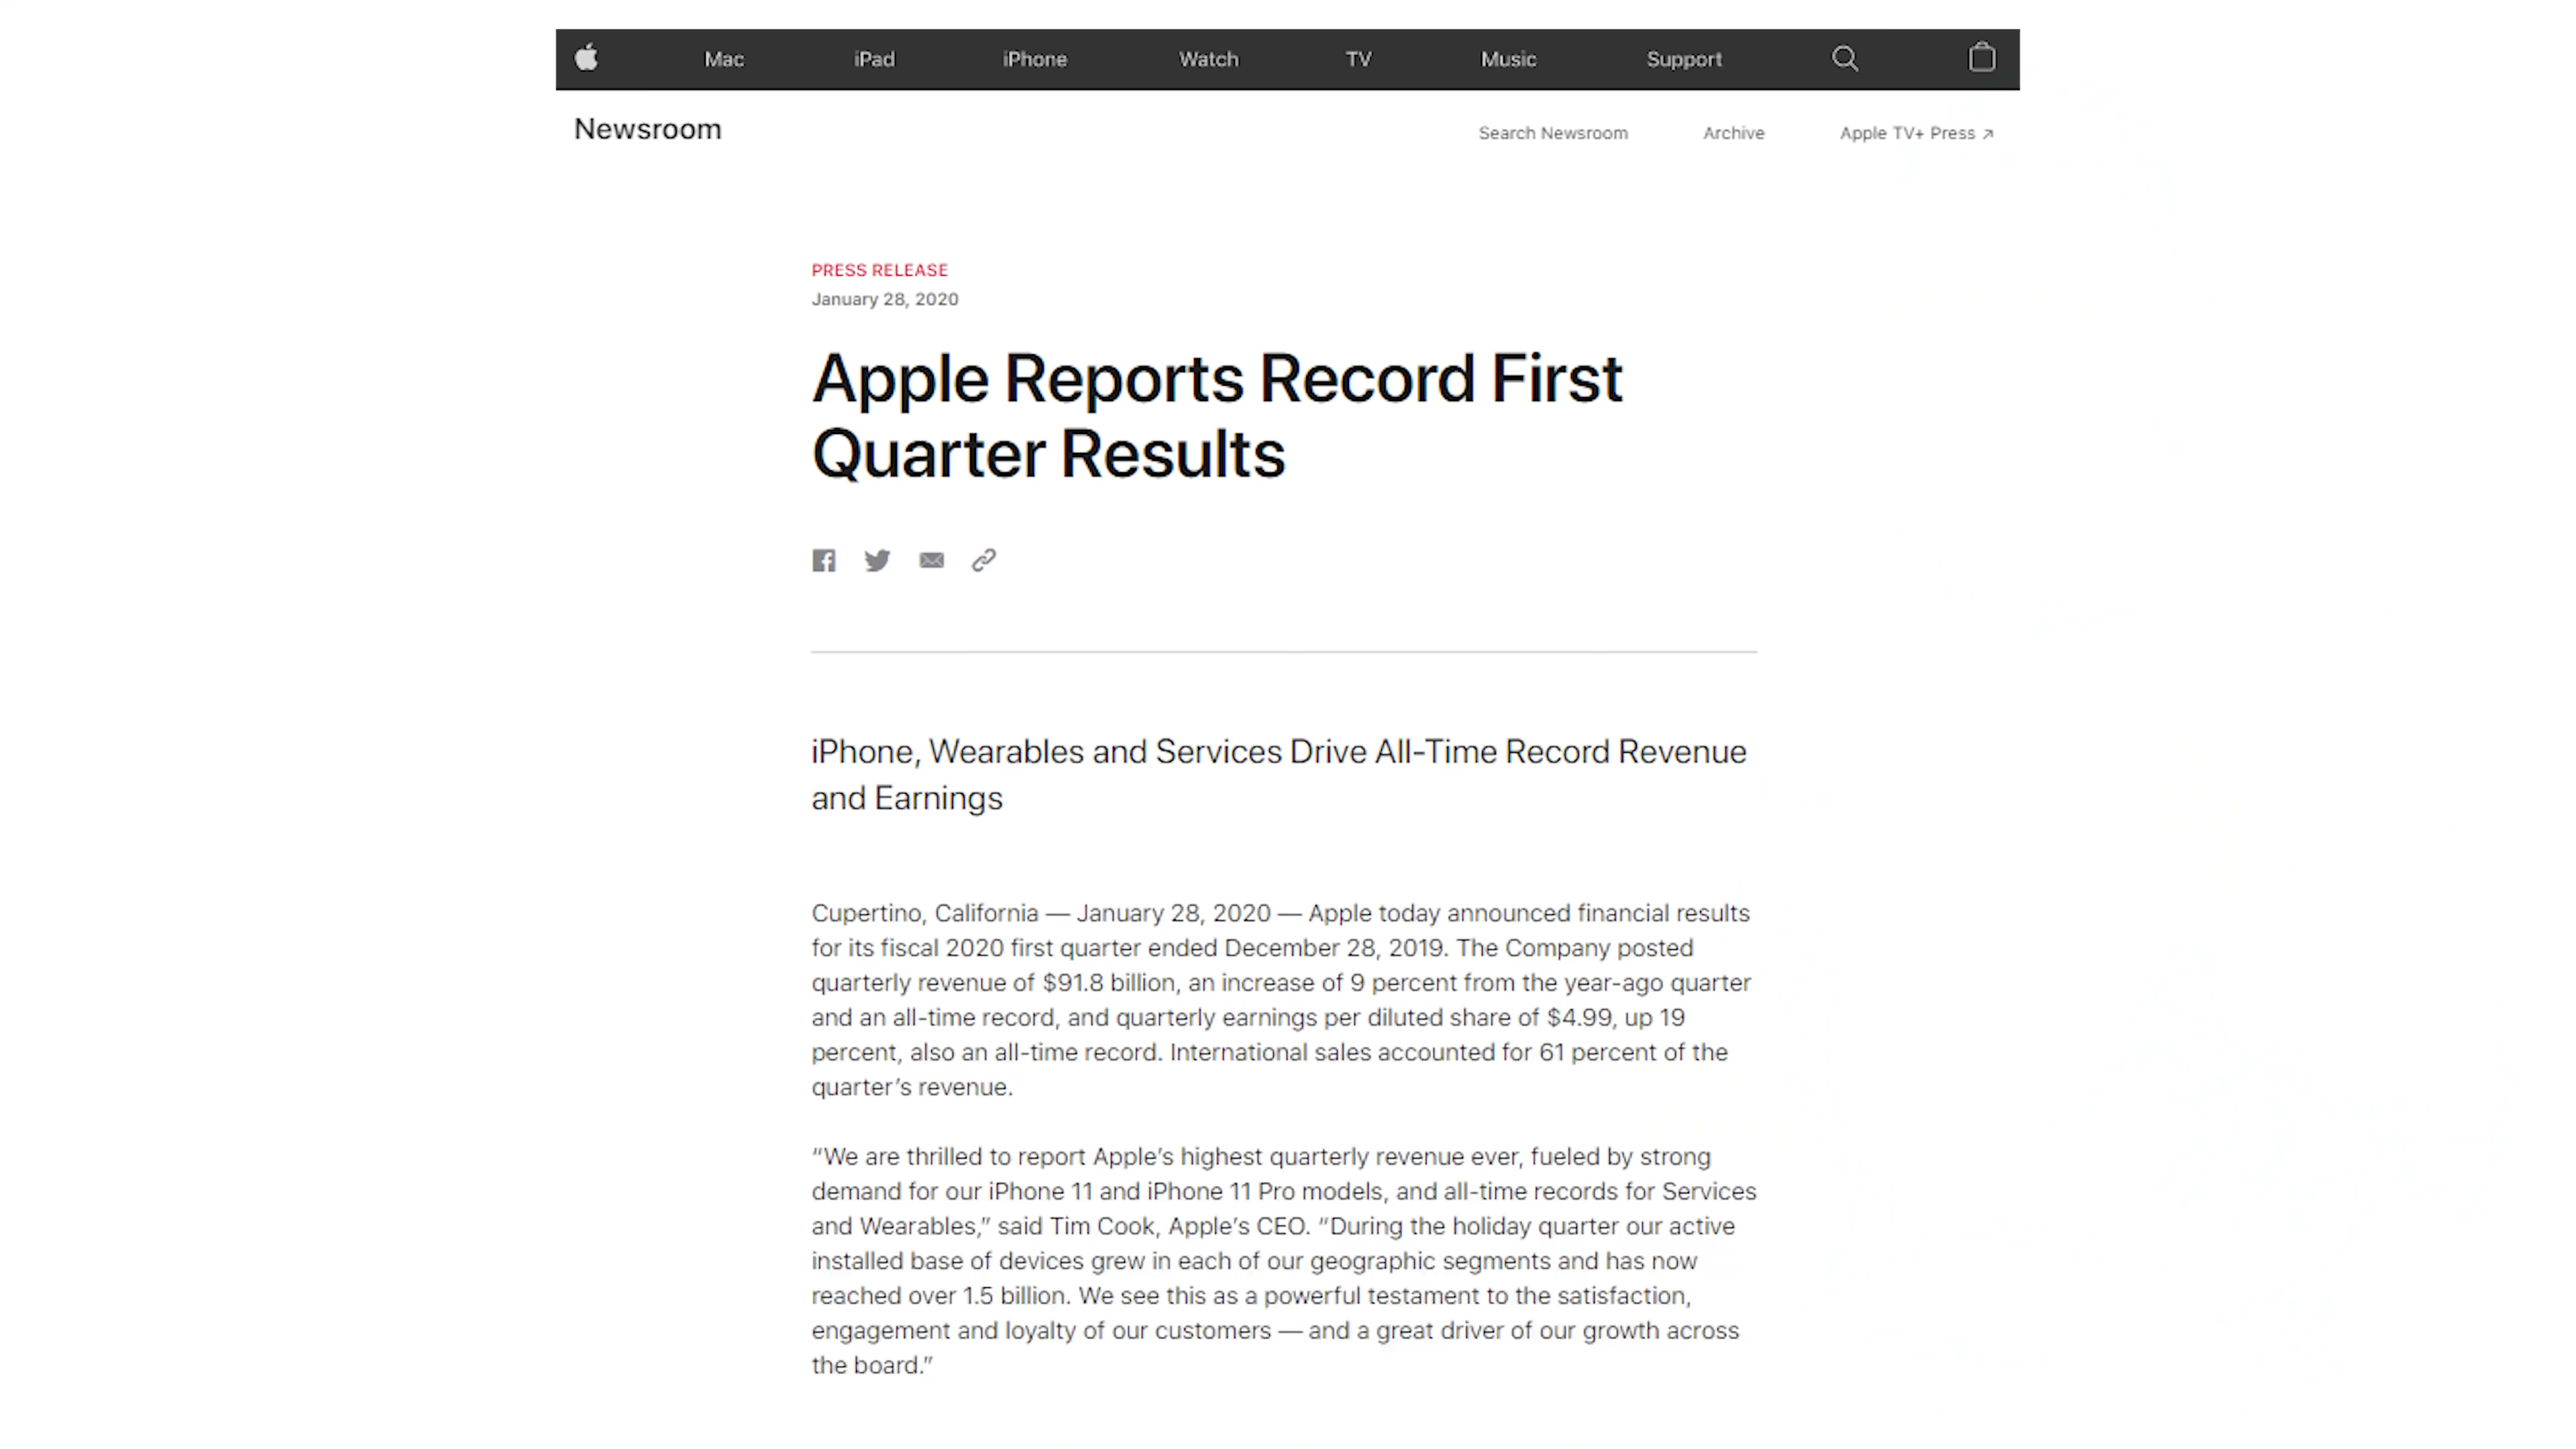 Mac iPad iPhone Watch TV Music Support
Newsroom
Search Newsroom Archive Apple TV+ Press ↗
PRESS RELEASE
January 28, 2020
Apple Reports Record First
Quarter Results
iPhone, Wearables and Services Drive All-Time Record Revenue
and Earnings
Cupertino, California — January 28, 2020 — Apple today announced financial results
for its fiscal 2020 first quarter ended December 28, 2019. The Company posted
quarterly revenue of $91.8 billion, an increase of 9 percent from the year-ago quarter
and an all-time record, and quarterly earnings per diluted share of $4.99, up 19
percent, also an all-time record. International sales accounted for 61 percent of the
quarter’s revenue.
“We are thrilled to report Apple’s highest quarterly revenue ever, fueled by strong
demand for our iPhone 11 and iPhone 11 Pro models, and all-time records for Services
and Wearables,” said Tim Cook, Apple’s CEO. “During the holiday quarter our active
installed base of devices grew in each of our geographic segments and has now
reached over 1.5 billion. We see this as a powerful testament to the satisfaction,
engagement and loyalty of our customers — and a great driver of our growth across
the board.”